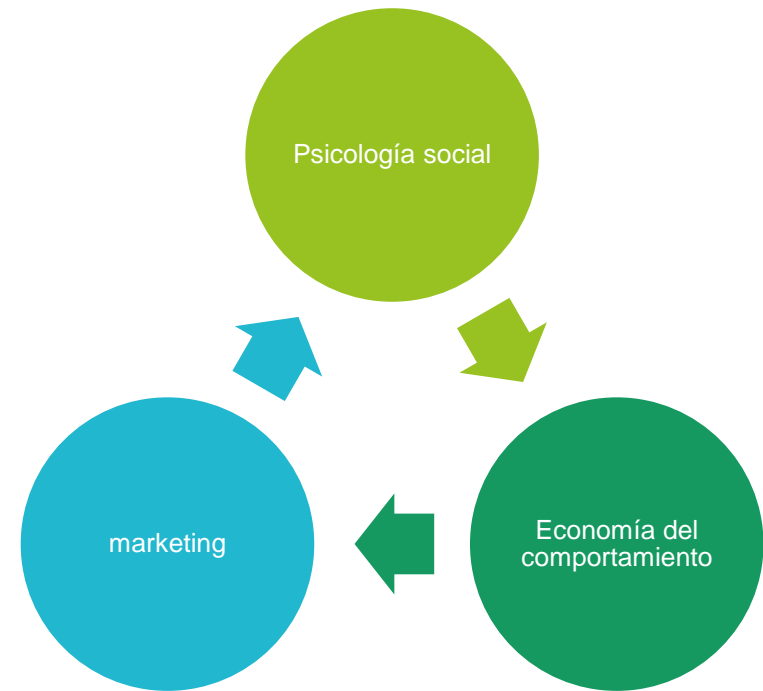 Psicología social
Economía del
comportamiento
marketing